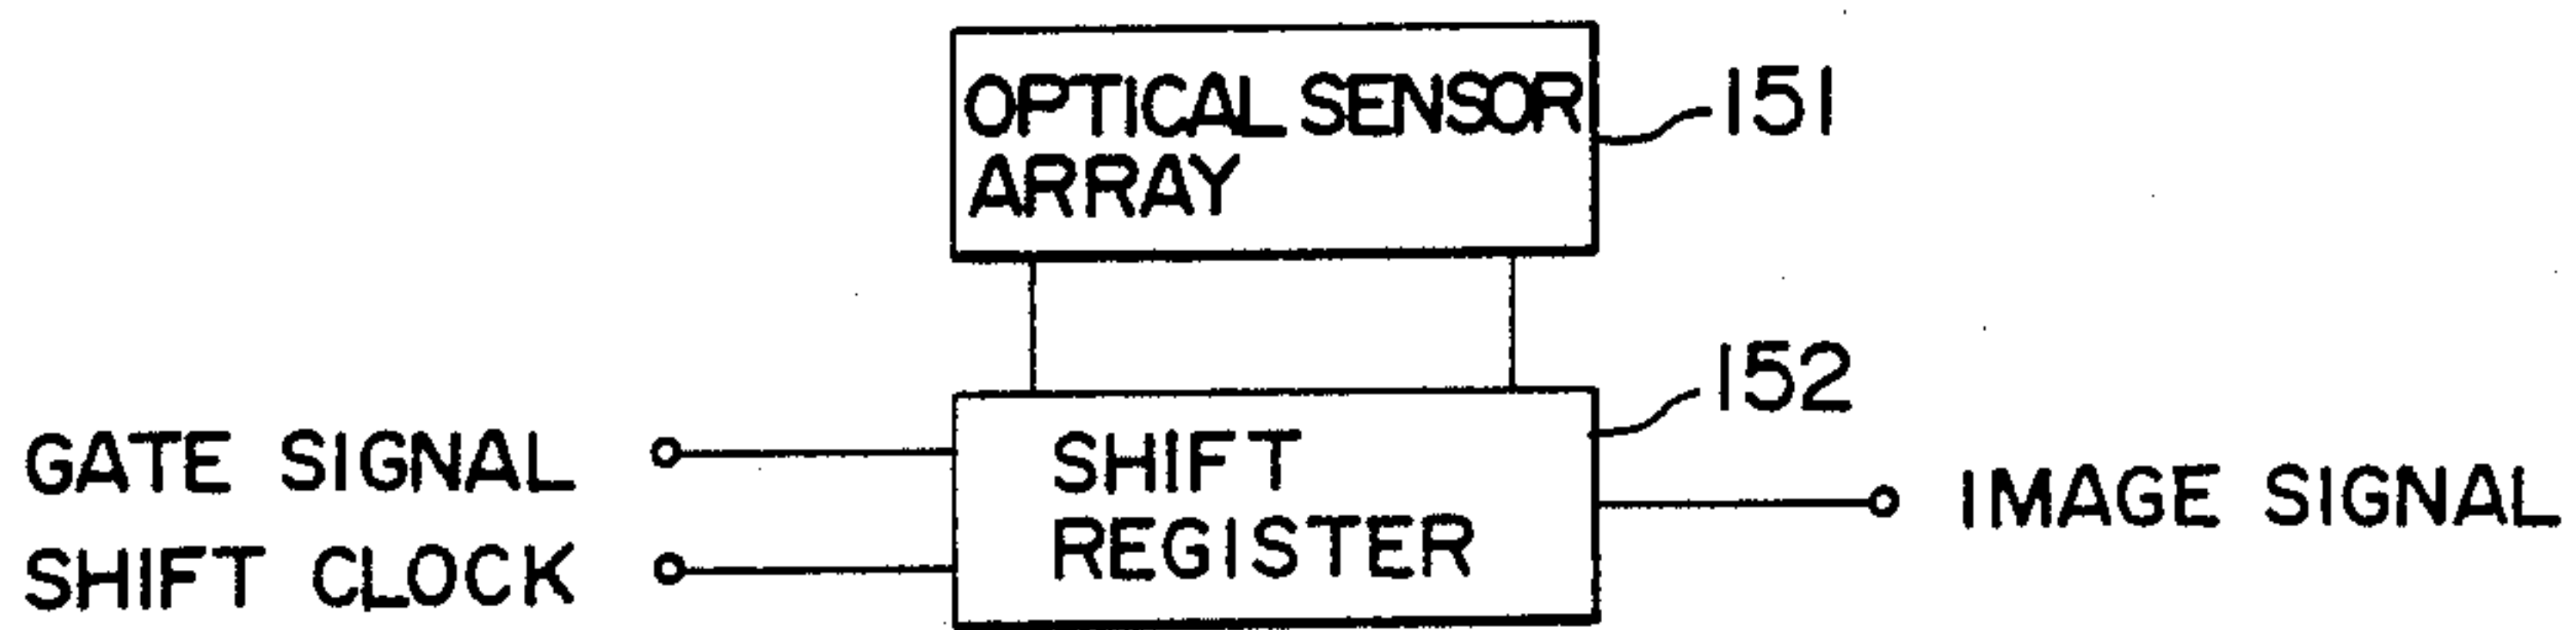 OPTICAL SENSOR
ARRAY
151
152
GATE SIGNAL
SHIFT CLOCK
SHIFT
REGISTER
IMAGE SIGNAL